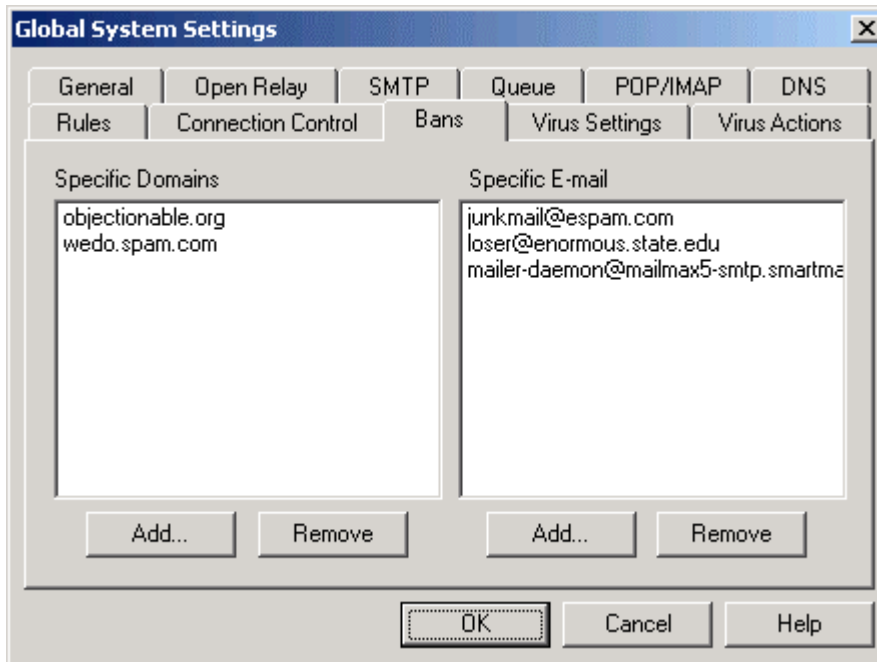 Global System Settings
General Open Relay SMTP Queue POP/IMAP DNS
Rules Connection Control Bans Virus Settings Virus Actions
Specific Domains
objectionable.org
wedo.spam.com
Specific E-mail
junkmail@espam.com
loser@enormous.state.edu
mailer-daemon@mailmax5-smtp.smartma
Add... Remove Add... Remove
OK Cancel Help